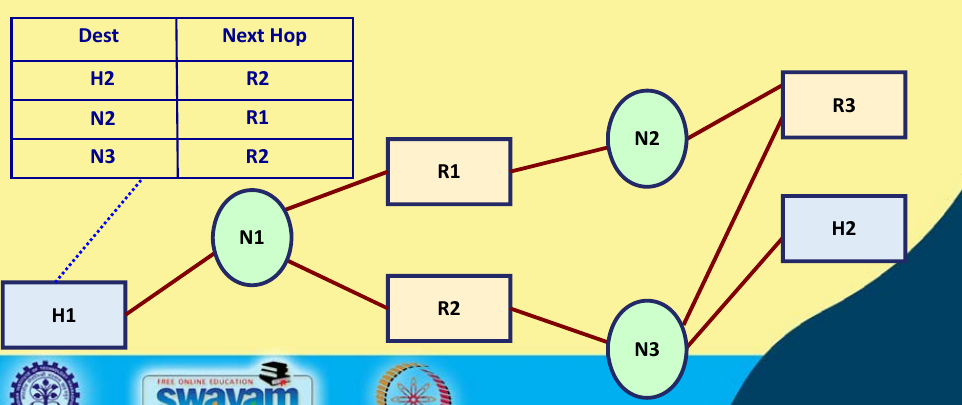 Dest Next Hop
H2 R2
N2 R1
N3 R2
R3
N2
R1
H2
N1
H1
R2
N3
FREE ONLINE EDUCATION
swayam